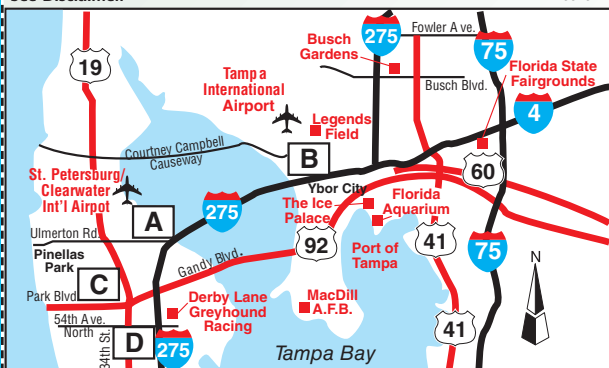 275
Fowler Ave.
75
19
Busch
Gardens
Florida State
Fairgrounds
Tampa
International
Airport
Busch Blvd.
4
Legends
Field
Courtney Campbell
Causeway
B
60
St. Petersburg/
Clearwater
Int'l Airpot
Ybor City
The Ice
Palace
Florida
Aquarium
A
275
Ulmerton Rd.
92
Port of
Tampa
41
75
Pinellas
Park
Gandy Blvd.
N
C
Park Blvd.
Derby Lane
Greyhound
Racing
MacDill
A.F.B.
54th Ave.
North
41
34th St.
D
275
Tampa Bay